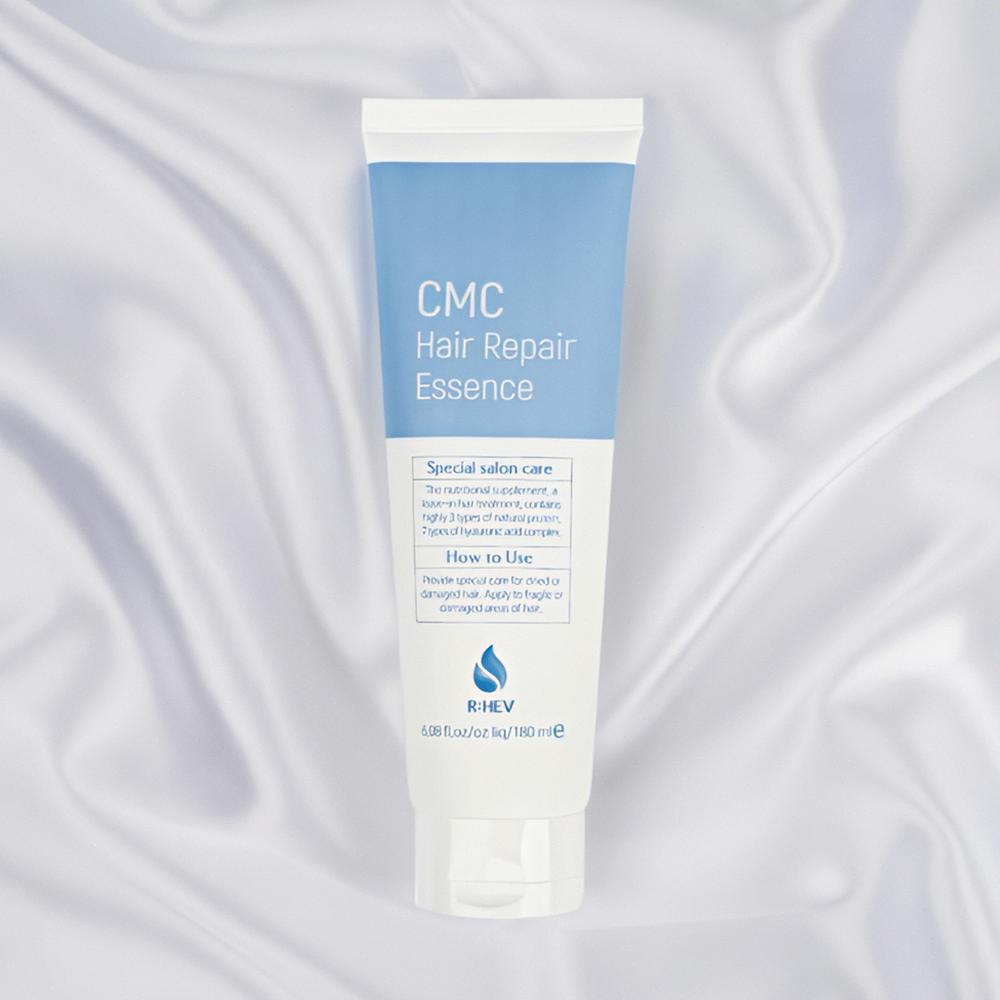 CMC
Hair Repair
Essence
Special salon care
The nutritional supplement, a
leave-in hair treatment, contains
highly 3 types of natural protein,
7 types of hyaluronic acid complex.
How to Use
Provide special care for dried or
damaged hair. Apply to fragile or
damaged areas of hair.
R:HEV
6.08 fl.oz/oz liq/180 ml e